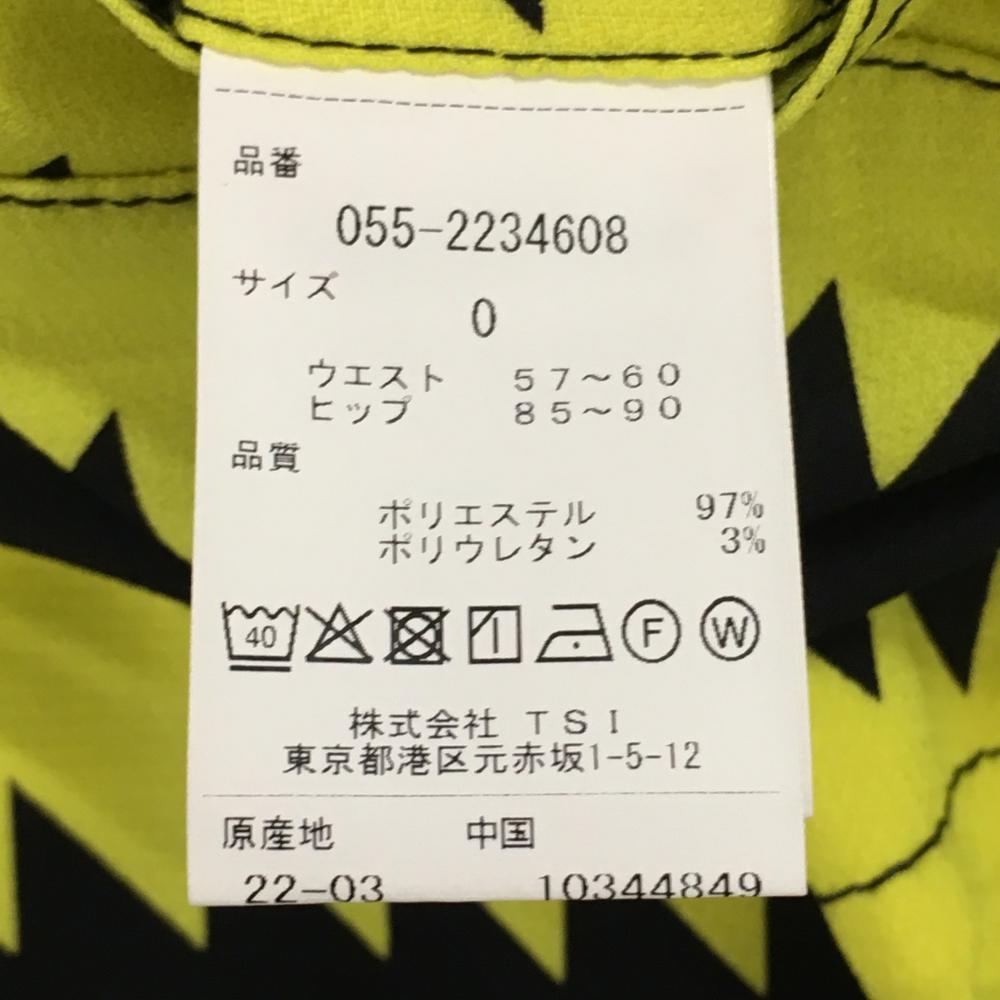 品番
055-2234608
サイズ
0
ウエスト 57～60
ヒップ 85～90
品質
ポリエステル 97%
ポリウレタン 3%
40 F W
株式会社 TSI
東京都港区元赤坂1-5-12
原産地 中国
22-03 10344849